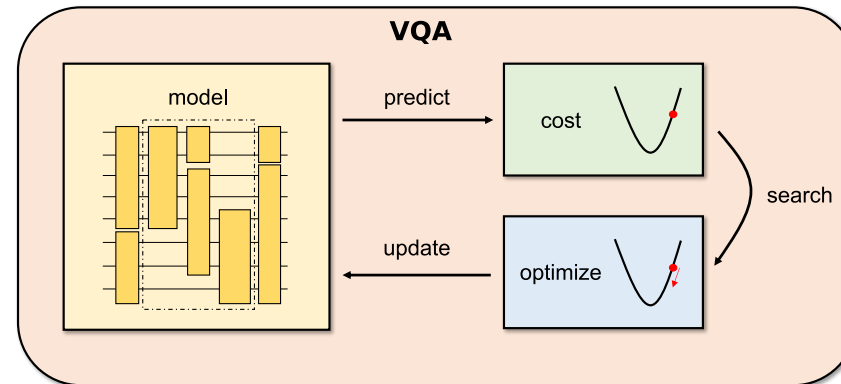 VQA
model
predict
cost
search
update
optimize